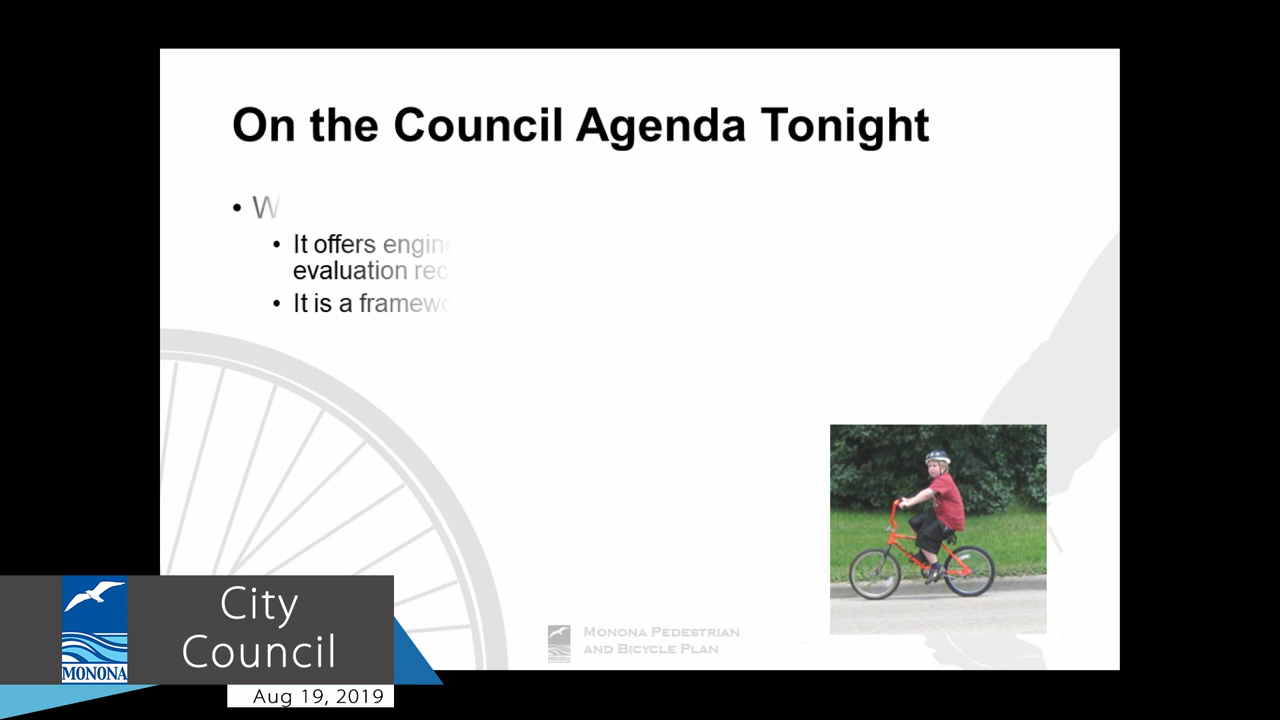 On the Council Agenda Tonight
• W
• It offers engine
evaluation rec
• It is a framewo
MONONA PEDESTRIAN
AND BICYCLE PLAN
MONONA
City
Council
MONONA
Aug 19, 2019